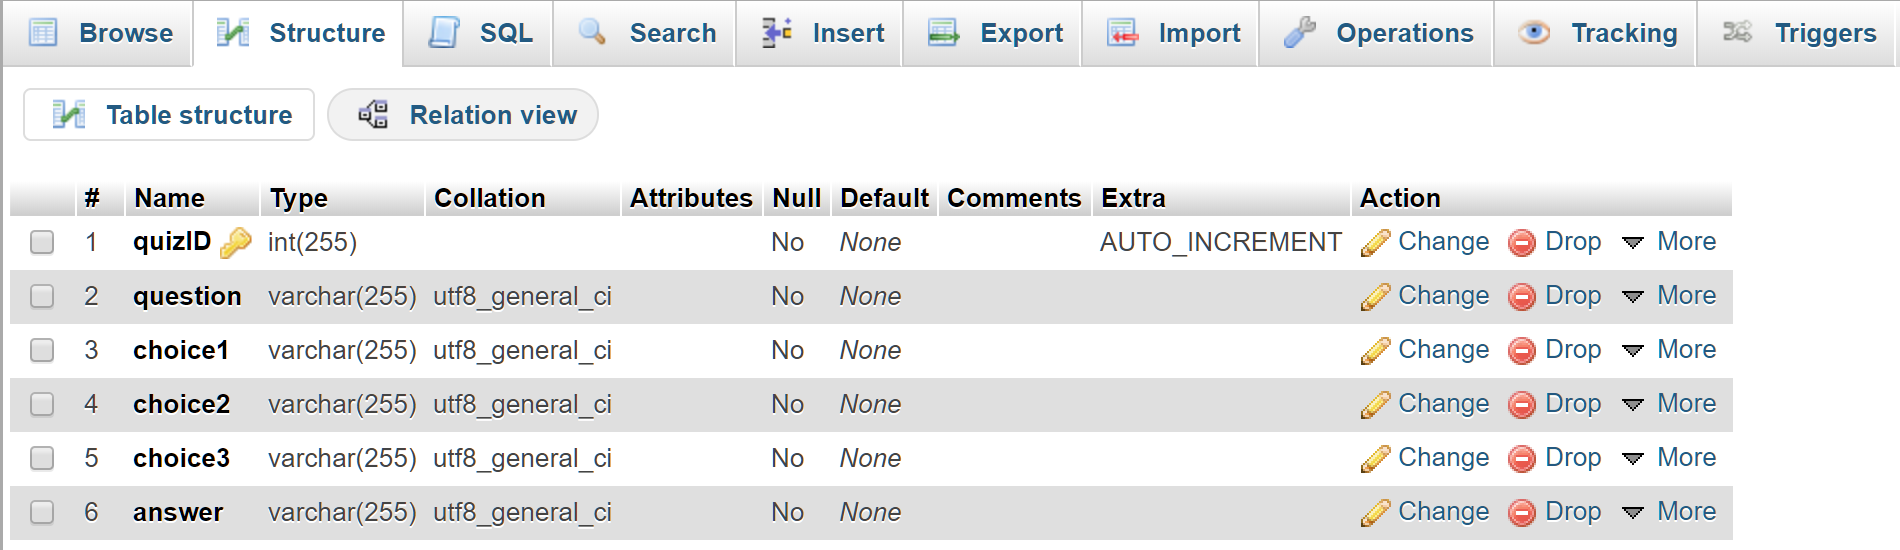 Browse Structure SQL Search Insert Export Import Operations Tracking Triggers
Table structure Relation view
# Name Type Collation Attributes Null Default Comments Extra Action
1 quizID int(255) No None AUTO_INCREMENT Change Drop More
2 question varchar(255) utf8_general_ci No None Change Drop More
3 choice1 varchar(255) utf8_general_ci No None Change Drop More
4 choice2 varchar(255) utf8_general_ci No None Change Drop More
5 choice3 varchar(255) utf8_general_ci No None Change Drop More
6 answer varchar(255) utf8_general_ci No None Change Drop More